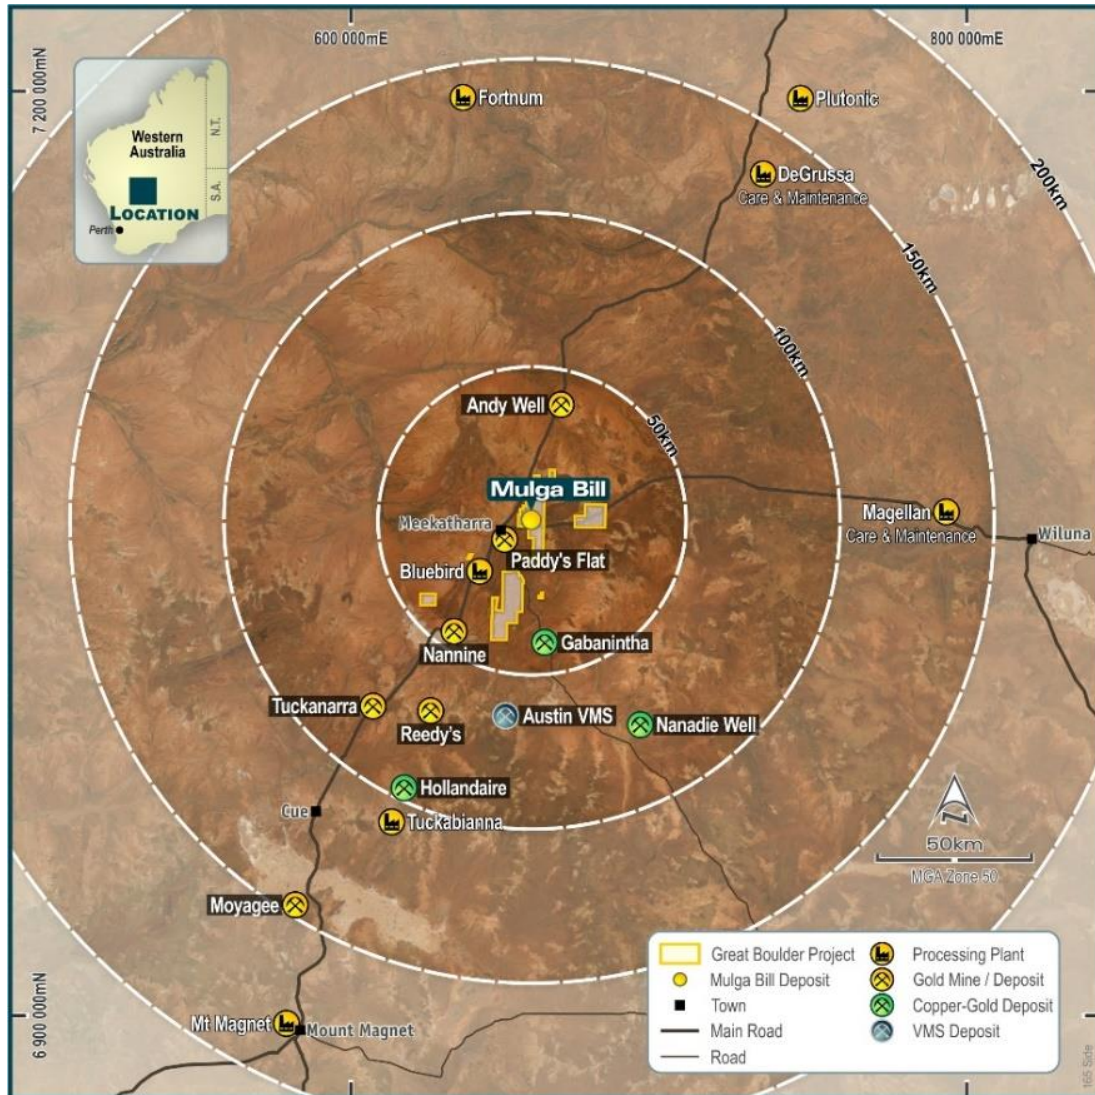 600 000mE
800 000mE
7 200 000mN
Western
Australia
N.T.
S.A.
LOCATION
Perth
Fortnum
Plutonic
DeGrussa
Care & Maintenance
200km
150km
100km
50km
Andy Well
Mulga Bill
Meekatharra
Paddy's Flat
Bluebird
Magellan
Care & Maintenance
Wiluna
Nannine
Gabanintha
Tuckanarra
Reedy's
Austin VMS
Nanadie Well
Hollandaire
Cue
Tuckabianna
50km
MGA Zone 50
Moyagee
Mt Magnet
Mount Magnet
6 900 000mN
Great Boulder Project
Mulga Bill Deposit
Town
Main Road
Road
Processing Plant
Gold Mine / Deposit
Copper-Gold Deposit
VMS Deposit
165 Side